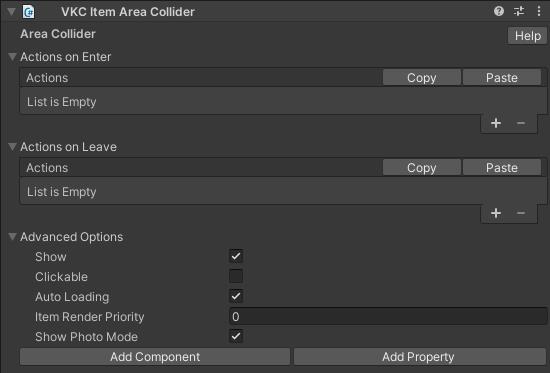 VKC Item Area Collider
Area Collider
Help
Actions on Enter
Actions Copy Paste
List is Empty
+ −
Actions on Leave
Actions Copy Paste
List is Empty
+ −
Advanced Options
Show
Clickable
Auto Loading
Item Render Priority 0
Show Photo Mode
Add Component Add Property